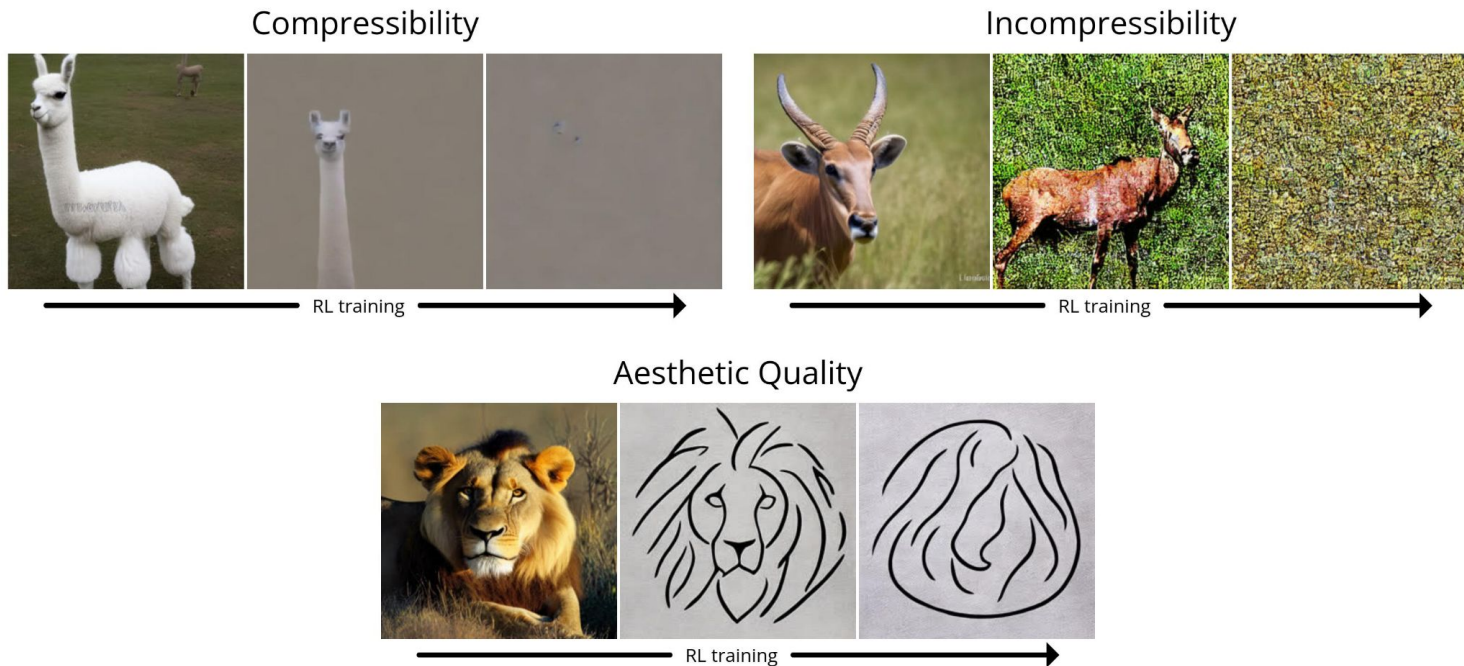 Compressibility
Incompressibility
RL training
RL training
Aesthetic Quality
RL training